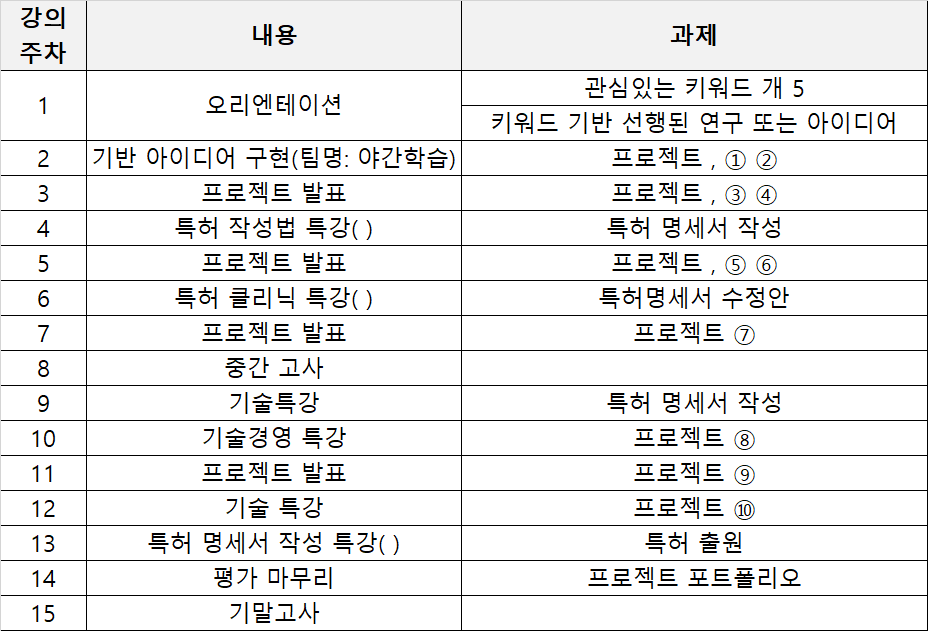 강의
주차
내용
과제
1
오리엔테이션
관심있는 키워드 개 5
키워드 기반 선행된 연구 또는 아이디어
2 기반 아이디어 구현(팀명: 야간학습) 프로젝트 , ① ②
3 프로젝트 발표 프로젝트 , ③ ④
4 특허 작성법 특강( ) 특허 명세서 작성
5 프로젝트 발표 프로젝트 , ⑤ ⑥
6 특허 클리닉 특강( ) 특허명세서 수정안
7 프로젝트 발표 프로젝트 ⑦
8 중간 고사
9 기술특강 특허 명세서 작성
10 기술경영 특강 프로젝트 ⑧
11 프로젝트 발표 프로젝트 ⑨
12 기술 특강 프로젝트 ⑩
13 특허 명세서 작성 특강( ) 특허 출원
14 평가 마무리 프로젝트 포트폴리오
15 기말고사